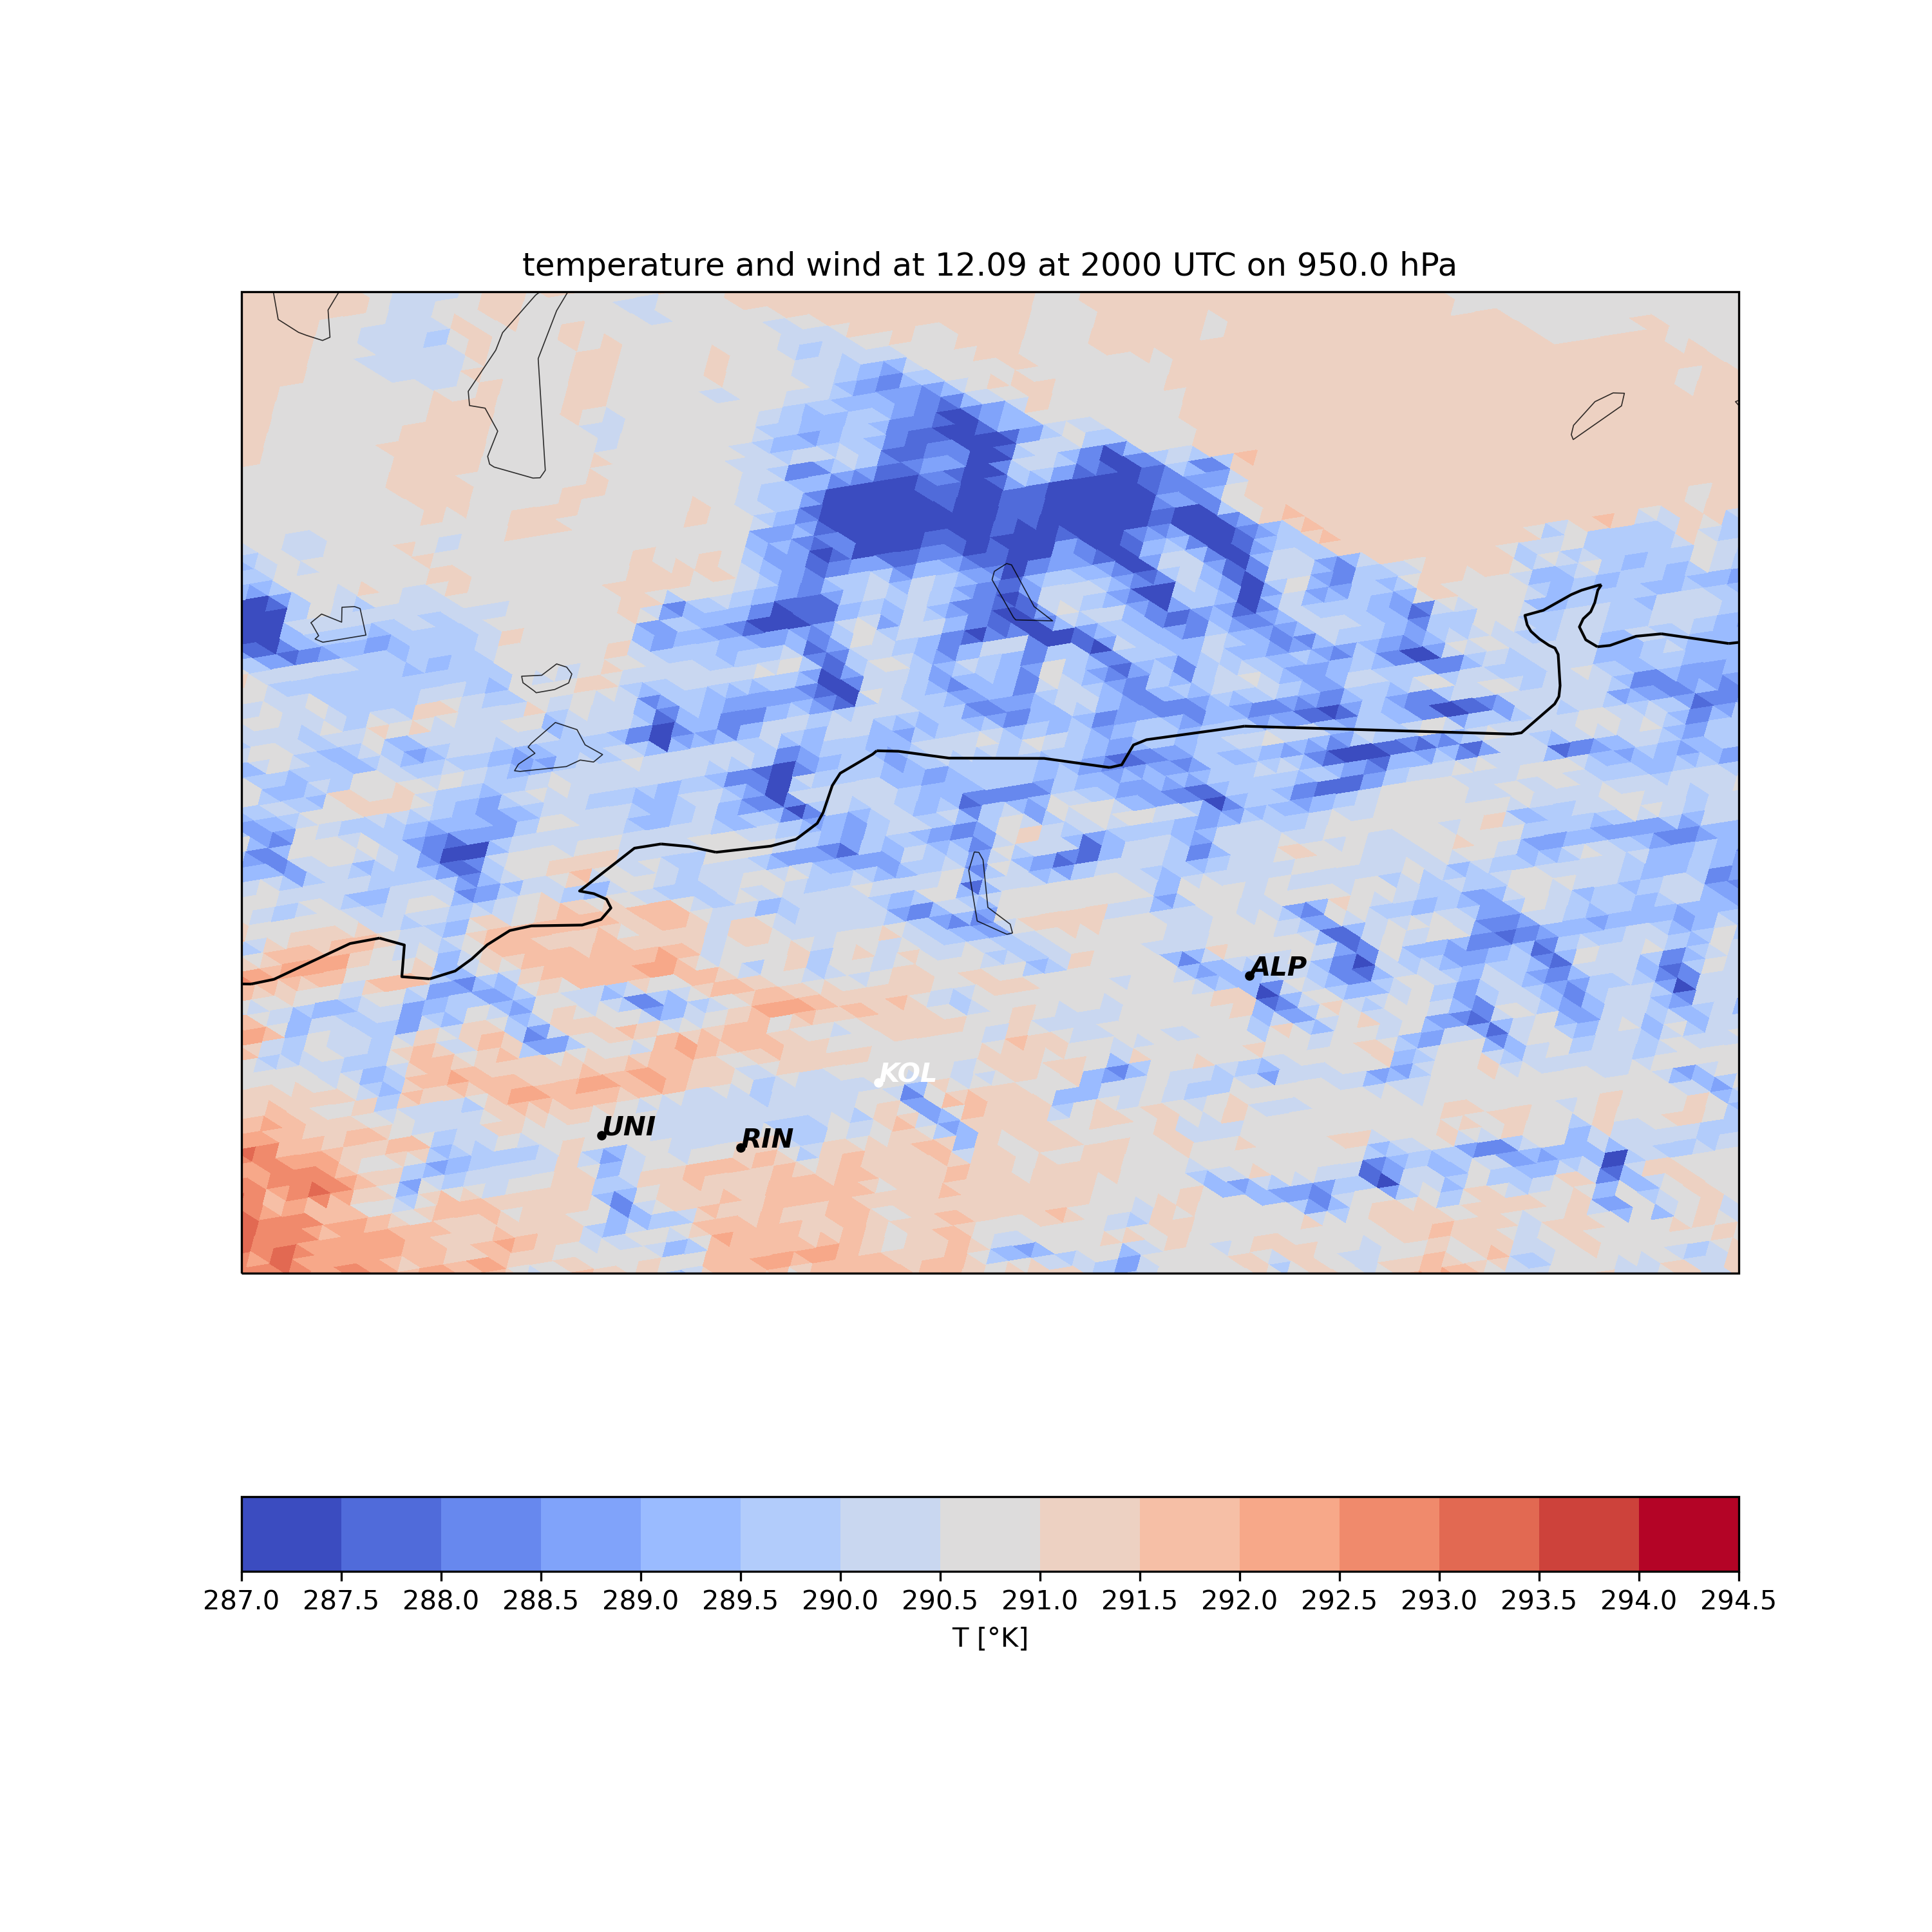 temperature and wind at 12.09 at 2000 UTC on 950.0 hPa
ALP
KOL
UNI
RIN
287.0 287.5 288.0 288.5 289.0 289.5 290.0 290.5 291.0 291.5 292.0 292.5 293.0 293.5 294.0 294.5
T [°K]